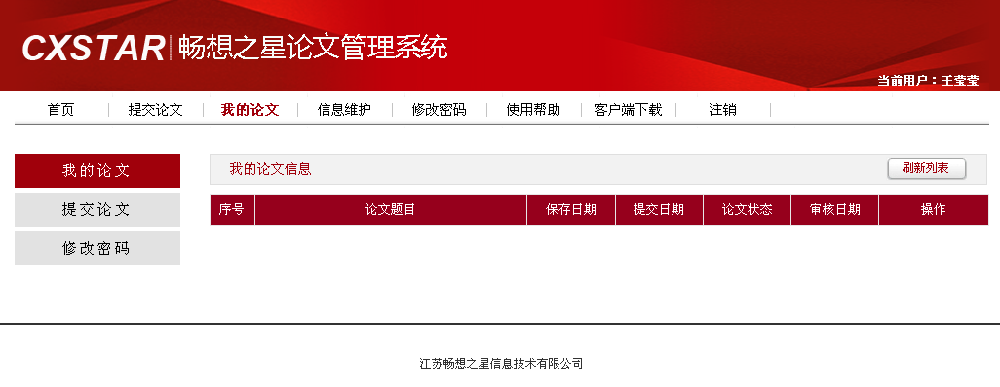 CXSTAR 畅想之星论文管理系统
当前用户：王莹莹
首页 提交论文 我的论文 信息维护 修改密码 使用帮助 客户端下载 注销
我的论文
提交论文
修改密码
我的论文信息 刷新列表
序号 论文题目 保存日期 提交日期 论文状态 审核日期 操作
江苏畅想之星信息技术有限公司